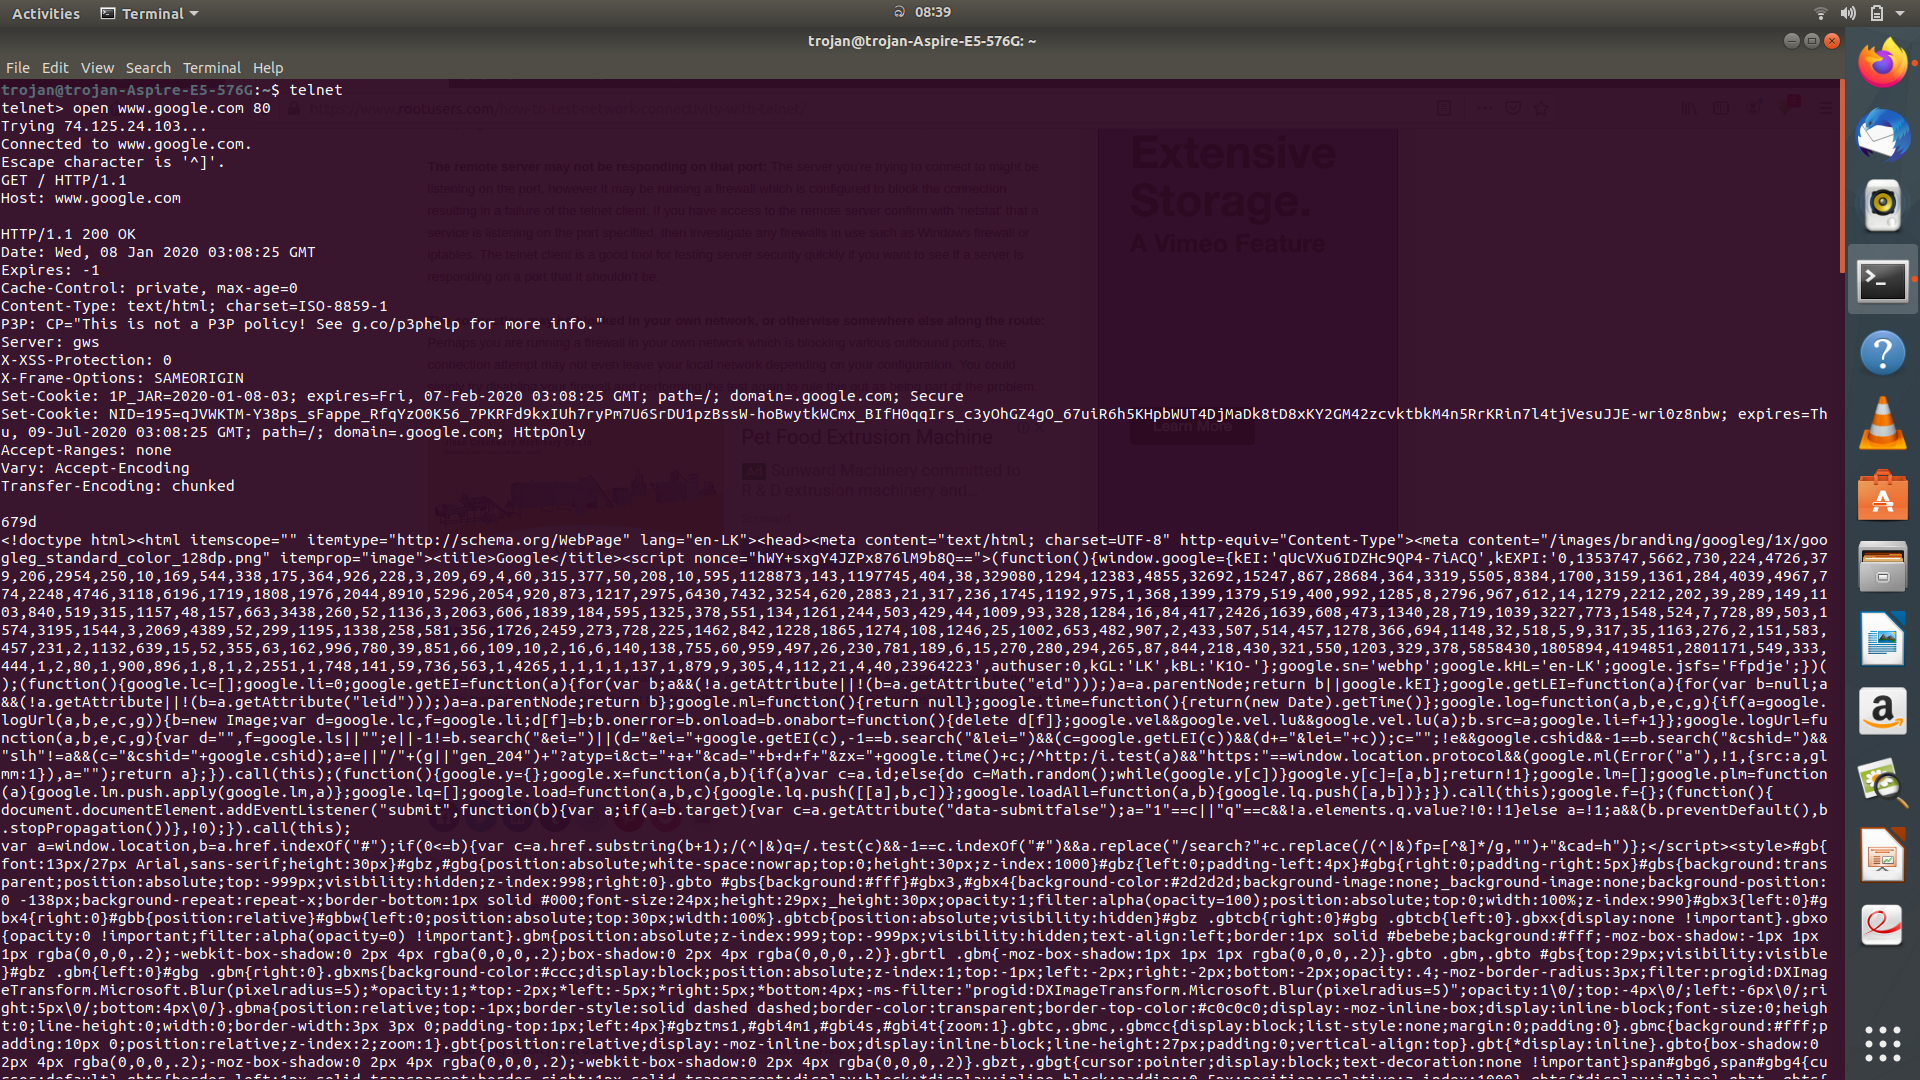 Activities
Terminal
08:39
trojan@trojan-Aspire-E5-576G: ~
File Edit View Search Terminal Help
trojan@trojan-Aspire-E5-576G:~$ telnet
telnet> open www.google.com 80
Trying 74.125.24.103...
Connected to www.google.com.
Escape character is '^]'.
GET / HTTP/1.1
Host: www.google.com
HTTP/1.1 200 OK
Date: Wed, 08 Jan 2020 03:08:25 GMT
Expires: -1
Cache-Control: private, max-age=0
Content-Type: text/html; charset=ISO-8859-1
P3P: CP="This is not a P3P policy! See g.co/p3phelp for more info."
Server: gws
X-XSS-Protection: 0
X-Frame-Options: SAMEORIGIN
Set-Cookie: 1P_JAR=2020-01-08-03; expires=Fri, 07-Feb-2020 03:08:25 GMT; path=/; domain=.google.com; Secure
Set-Cookie: NID=195=qJVWKTM-Y38ps_sFappe_RfqYzO0K56_7PKRFd9kxIUh7ryPm7U6SrDU1pzBssW-hoBwytkWCmx_BIfH0qqIrs_c3yOhGZ4gO_67uiR6h5KHpbWUT4DjMaDk8tD8xKY2GM42zcvktbkM4n5RrKRin7l4tjVesuJJE-wri0z8nbw; expires=Th
u, 09-Jul-2020 03:08:25 GMT; path=/; domain=.google.com; HttpOnly
Accept-Ranges: none
Vary: Accept-Encoding
Transfer-Encoding: chunked
679d
<!doctype html><html itemscope="" itemtype="http://schema.org/WebPage" lang="en-LK"><head><meta content="text/html; charset=UTF-8" http-equiv="Content-Type"><meta content="/images/branding/googleg/1x/goo
gleg_standard_color_128dp.png" itemprop="image"><title>Google</title><script nonce="hWY+sxgY4JZPx876lM9b8Q==">(function(){window.google={kEI:'qUcVXu6IDZHc9QP4-7iACQ',kEXPI:'0,1353747,5662,730,224,4726,37
9,206,2954,250,10,169,544,338,175,364,926,228,3,209,69,4,60,315,377,50,208,10,595,1128873,143,1197745,404,38,329080,1294,12383,4855,32692,15247,867,28684,364,3319,5505,8384,1700,3159,1361,284,4039,4967,7
74,2248,4746,3118,6196,1719,1808,1976,2044,8910,5296,2054,920,873,1217,2975,6430,7432,3254,620,2883,21,317,236,1745,1192,975,1,368,1399,1379,519,400,992,1285,8,2796,967,612,14,1279,2212,202,39,289,149,11
03,840,519,315,1157,48,157,663,3438,260,52,1136,3,2063,606,1839,184,595,1325,378,551,134,1261,244,503,429,44,1009,93,328,1284,16,84,417,2426,1639,608,473,1340,28,719,1039,3227,773,1548,524,7,728,89,503,1
574,3195,1544,3,2069,4389,52,299,1195,1338,258,581,356,1726,2459,273,728,225,1462,842,1228,1865,1274,108,1246,25,1002,653,482,907,2,433,507,514,457,1278,366,694,1148,32,518,5,9,317,35,1163,276,2,151,583,
457,231,2,1132,639,15,52,355,63,162,996,780,39,851,66,109,10,2,16,6,140,138,755,60,959,497,26,230,781,189,6,15,270,280,294,265,87,844,218,430,321,550,1203,329,378,5858430,1805894,4194851,2801171,549,333,
444,1,2,80,1,900,896,1,8,1,2,2551,1,748,141,59,736,563,1,4265,1,1,1,1,137,1,879,9,305,4,112,21,4,40,23964223',authuser:0,kGL:'LK',kBL:'K1O-'};google.sn='webhp';google.kHL='en-LK';google.jsfs='Ffpdje';})(
);(function(){google.lc=[];google.li=0;google.getEI=function(a){for(var b;a&&(!a.getAttribute||!(b=a.getAttribute("eid")));)a=a.parentNode;return b||google.kEI};google.getLEI=function(a){for(var b=null;a
&&(!a.getAttribute||!(b=a.getAttribute("leid")));)a=a.parentNode;return b};google.ml=function(){return null};google.time=function(){return(new Date).getTime()};google.log=function(a,b,e,c,g){if(a=google.
logUrl(a,b,e,c,g)){b=new Image;var d=google.lc,f=google.li;d[f]=b;b.onerror=b.onload=b.onabort=function(){delete d[f]};google.vel&&google.vel.lu&&google.vel.lu(a);b.src=a;google.li=f+1}};google.logUrl=fu
nction(a,b,e,c,g){var d="",f=google.ls||"";e||-1!=b.search("&ei=")||(d="&ei="+google.getEI(c),-1==b.search("&lei=")&&(c=google.getLEI(c))&&(d+="&lei="+c));c="";!e&&google.cshid&&-1==b.search("&cshid=")&&
"slh"!=a&&(c="&cshid="+google.cshid);a=e||"/"+(g||"gen_204")+"?atyp=i&ct="+a+"&cad="+b+d+f+"&zx="+google.time()+c;/^http:/i.test(a)&&"https:"==window.location.protocol&&(google.ml(Error("a"),!1,{src:a,gl
mm:1}),a="");return a};}).call(this);(function(){google.y={};google.x=function(a,b){if(a)var c=a.id;else{do c=Math.random();while(google.y[c])}google.y[c]=[a,b];return!1};google.lm=[];google.plm=function
(a){google.lm.push.apply(google.lm,a)};google.lq=[];google.load=function(a,b,c){google.lq.push([[a],b,c])};google.loadAll=function(a,b){google.lq.push([a,b])};}).call(this);google.f={};(function(){
document.documentElement.addEventListener("submit",function(b){var a;if(a=b.target){var c=a.getAttribute("data-submitfalse");a="1"==c||"q"==c&&!a.elements.q.value?!0:!1}else a=!1;a&&(b.preventDefault(),b
.stopPropagation())},!0);}).call(this);
var a=window.location,b=a.href.indexOf("#");if(0<=b){var c=a.href.substring(b+1);/(^|&)q=/.test(c)&&-1==c.indexOf("#")&&a.replace("/search?"+c.replace(/(^|&)fp=[^&]*/g,"")+"&cad=h")};</script><style>#gb{
font:13px/27px Arial,sans-serif;height:30px}#gbz,#gbg{position:absolute;white-space:nowrap;top:0;height:30px;z-index:1000}#gbz{left:0;padding-left:4px}#gbg{right:0;padding-right:5px}#gbs{background:trans
parent;position:absolute;top:-999px;visibility:hidden;z-index:998;right:0}.gbto #gbs{background:#fff}#gbx3,#gbx4{background-color:#2d2d2d;background-image:none;_background-image:none;background-position:
0 -138px;background-repeat:repeat-x;border-bottom:1px solid #000;font-size:24px;height:29px;_height:30px;opacity:1;filter:alpha(opacity=100);position:absolute;top:0;width:100%;z-index:990}#gbx3{left:0}#g
bx4{right:0}#gbb{position:relative}#gbbw{left:0;position:absolute;top:30px;width:100%}.gbtcb{position:absolute;visibility:hidden}#gbz .gbtcb{right:0}#gbg .gbtcb{left:0}.gbxx{display:none !important}.gbxo
{opacity:0 !important;filter:alpha(opacity=0) !important}.gbm{position:absolute;z-index:999;top:-999px;visibility:hidden;text-align:left;border:1px solid #bebebe;background:#fff;-moz-box-shadow:-1px 1px 
1px rgba(0,0,0,.2);-webkit-box-shadow:0 2px 4px rgba(0,0,0,.2);box-shadow:0 2px 4px rgba(0,0,0,.2)}.gbrtl .gbm{-moz-box-shadow:1px 1px 1px rgba(0,0,0,.2)}.gbto .gbm,.gbto #gbs{top:29px;visibility:visible
}#gbz .gbm{left:0}#gbg .gbm{right:0}.gbxms{background-color:#ccc;display:block;position:absolute;z-index:1;top:-1px;left:-2px;right:-2px;bottom:-2px;opacity:.4;-moz-border-radius:3px;filter:progid:DXImag
eTransform.Microsoft.Blur(pixelradius=5);*opacity:1;*top:-2px;*left:-5px;*right:5px;*bottom:4px;-ms-filter:"progid:DXImageTransform.Microsoft.Blur(pixelradius=5)";opacity:1\0/;top:-4px\0/;left:-6px\0/;ri
ght:5px\0/;bottom:4px\0/}.gbma{position:relative;top:-1px;border-style:solid dashed dashed;border-color:transparent;border-top-color:#c0c0c0;display:-moz-inline-box;display:inline-block;font-size:0;heigh
t:0;line-height:0;width:0;border-width:3px 3px 0;padding-top:1px;left:4px}#gbztms1,#gbi4m1,#gbi4s,#gbi4t{zoom:1}.gbtc,.gbmc,.gbmcc{display:block;list-style:none;margin:0;padding:0}.gbmc{background:#fff;p
adding:10px 0;position:relative;z-index:2;zoom:1}.gbt{position:relative;display:-moz-inline-box;display:inline-block;line-height:27px;padding:0;vertical-align:top}.gbt{*display:inline}.gbto{box-shadow:0 
2px 4px rgba(0,0,0,.2);-moz-box-shadow:0 2px 4px rgba(0,0,0,.2);-webkit-box-shadow:0 2px 4px rgba(0,0,0,.2)}.gbzt,.gbgt{cursor:pointer;display:block;text-decoration:none !important}span#gbg6,span#gbg4{cu
Extensive
Storage.
A Vimeo Feature
Learn More
Pet Food Extrusion Machine
Ad Sunward Machinery committed to
R & D extrusion machinery and...